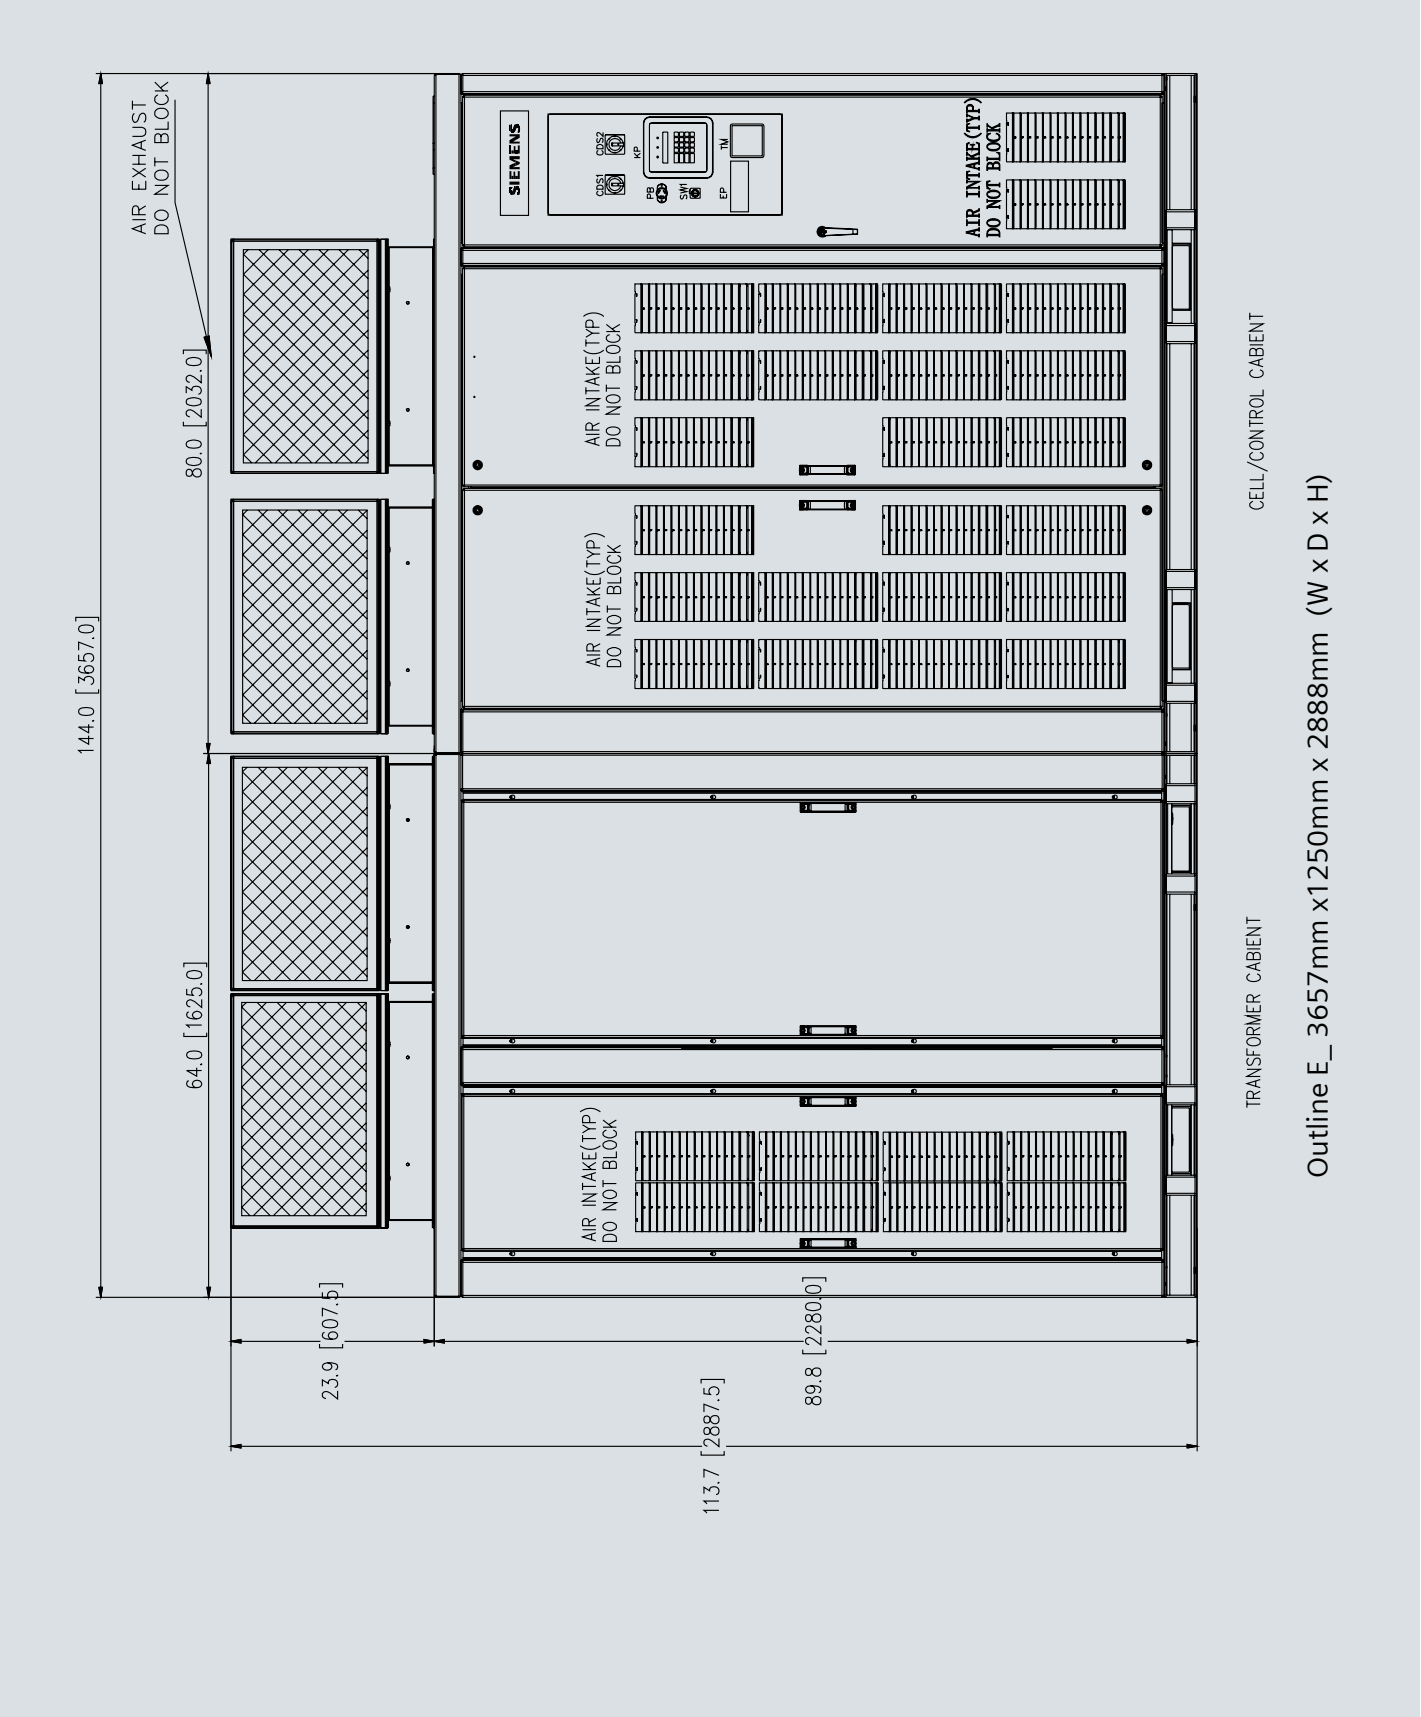 144.0 [3657.0]
AIR EXHAUST
DO NOT BLOCK
64.0 [1625.0]
80.0 [2032.0]
23.9 [607.5]
89.8 [2280.0]
113.7 [2887.5]
SIEMENS
CDS1
CDS2
KP
PB
SW1
EP
TM
AIR INTAKE(TYP)
DO NOT BLOCK
AIR INTAKE(TYP)
DO NOT BLOCK
AIR INTAKE(TYP)
DO NOT BLOCK
AIR INTAKE(TYP)
DO NOT BLOCK
TRANSFORMER CABIENT
CELL/CONTROL CABIENT
Outline E_ 3657mm x1250mm x 2888mm (W x D x H)